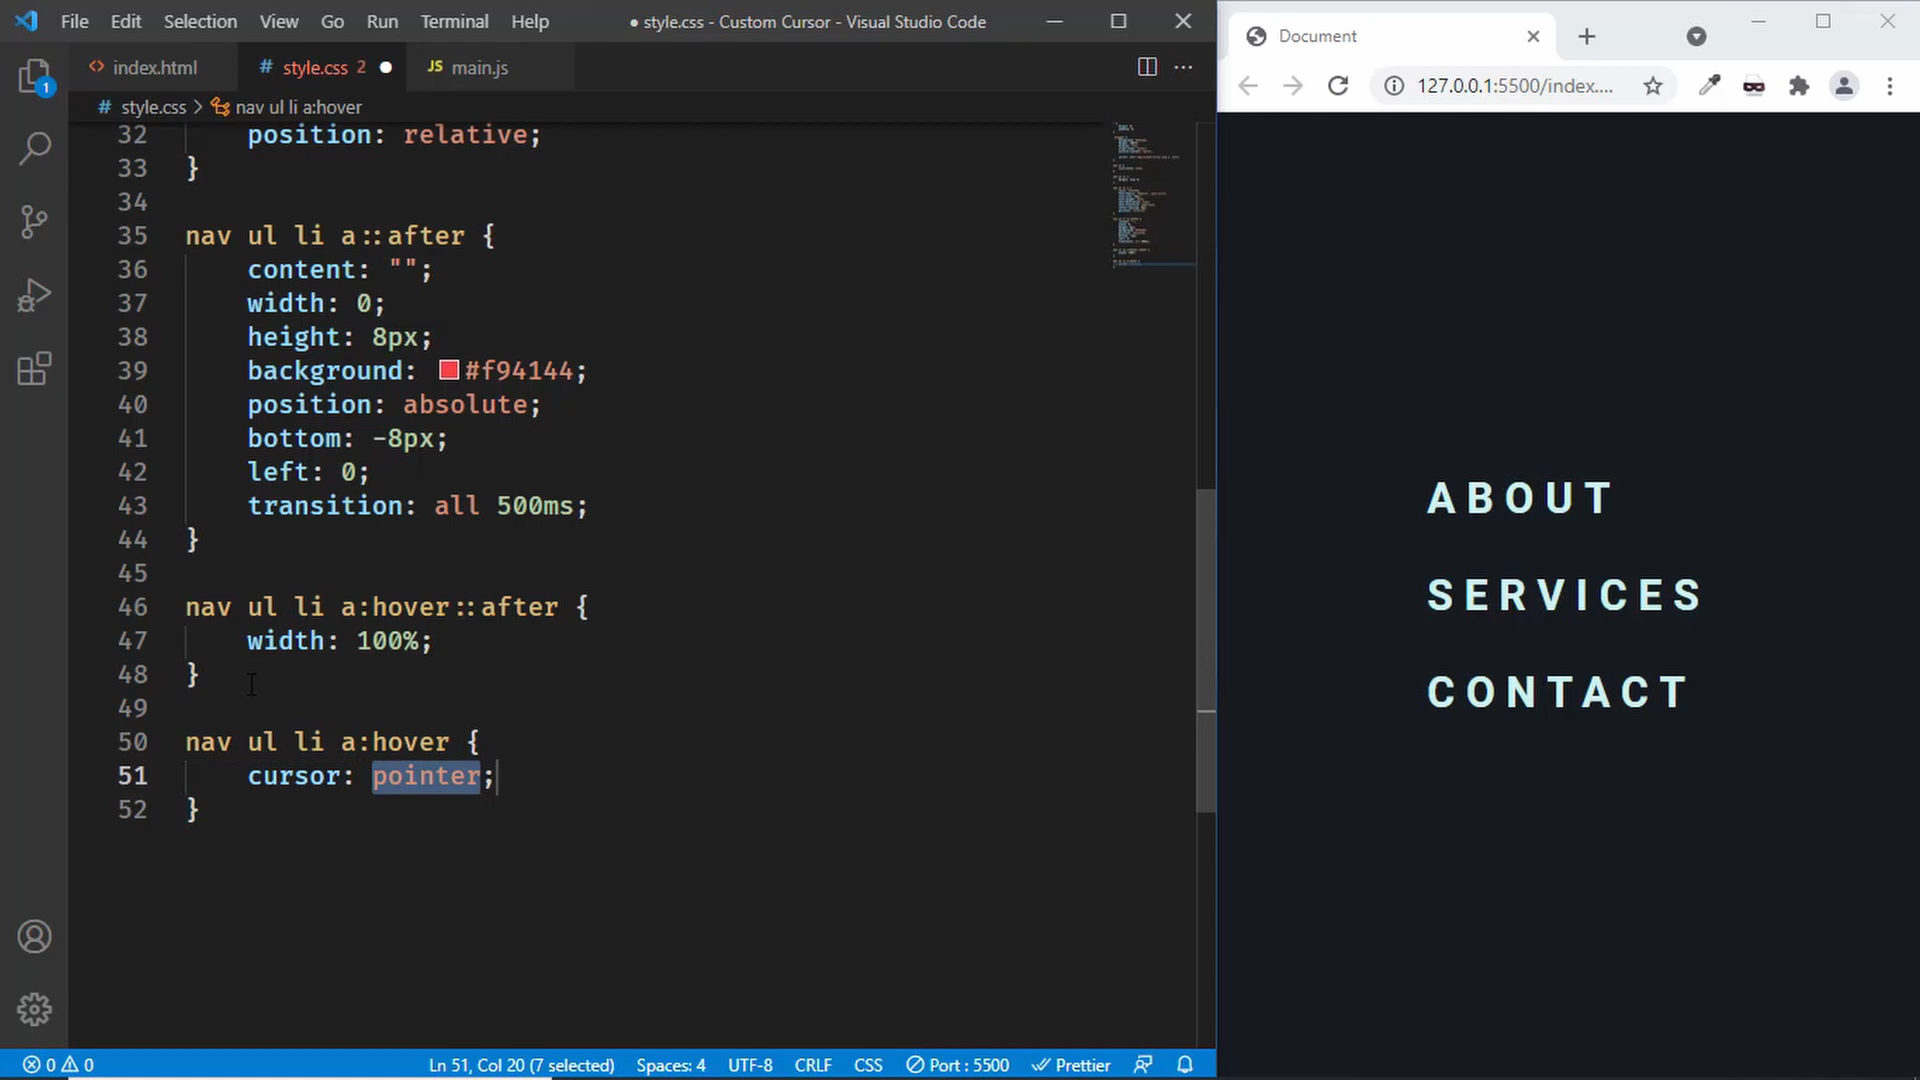 File Edit Selection View Go Run Terminal Help ● style.css - Custom Cursor - Visual Studio Code
<> index.html # style.css 2 ● JS main.js
# style.css > nav ul li a:hover
32 position: relative;
33 }
34
35 nav ul li a::after {
36 content: "";
37 width: 0;
38 height: 8px;
39 background: #f94144;
40 position: absolute;
41 bottom: -8px;
42 left: 0;
43 transition: all 500ms;
44 }
45
46 nav ul li a:hover::after {
47 width: 100%;
48 }
49
50 nav ul li a:hover {
51 cursor: pointer;
52 }
1
0 0 Ln 51, Col 20 (7 selected) Spaces: 4 UTF-8 CRLF CSS Port : 5500 Prettier
Document
127.0.0.1:5500/index....
ABOUT
SERVICES
CONTACT